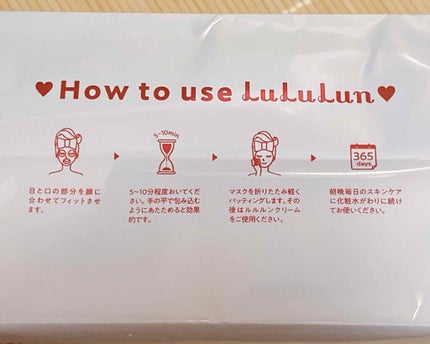 ♥How to use LuLuLun♥
5~10min.
365
days
目と口の部分を顔に
合わせてフィットさせ
ます。
5~10分程度おいてくだ
さい。手の平で包み込む
ようにあたためると効果
的です。
マスクを折りたたみ軽く
パッティングします。その
後はルルルンクリーム
をご使用ください。
朝晩毎日のスキンケア
に化粧水がわりに続け
てお使いください。